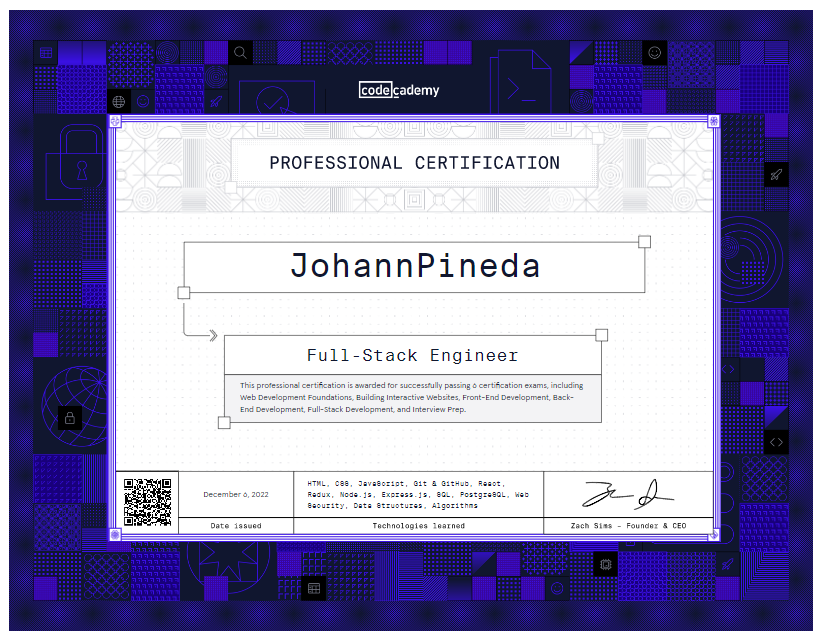 codecademy
PROFESSIONAL CERTIFICATION
JohannPineda
Full-Stack Engineer
This professional certification is awarded for successfully passing 6 certification exams, including
Web Development Foundations, Building Interactive Websites, Front-End Development, Back-
End Development, Full-Stack Development, and Interview Prep.
December 6, 2022
HTML, CSS, JavaScript, Git & GitHub, React,
Redux, Node.js, Express.js, SQL, PostgreSQL, Web
Security, Data Structures, Algorithms
Date issued
Technologies learned
Zach Sims - Founder & CEO